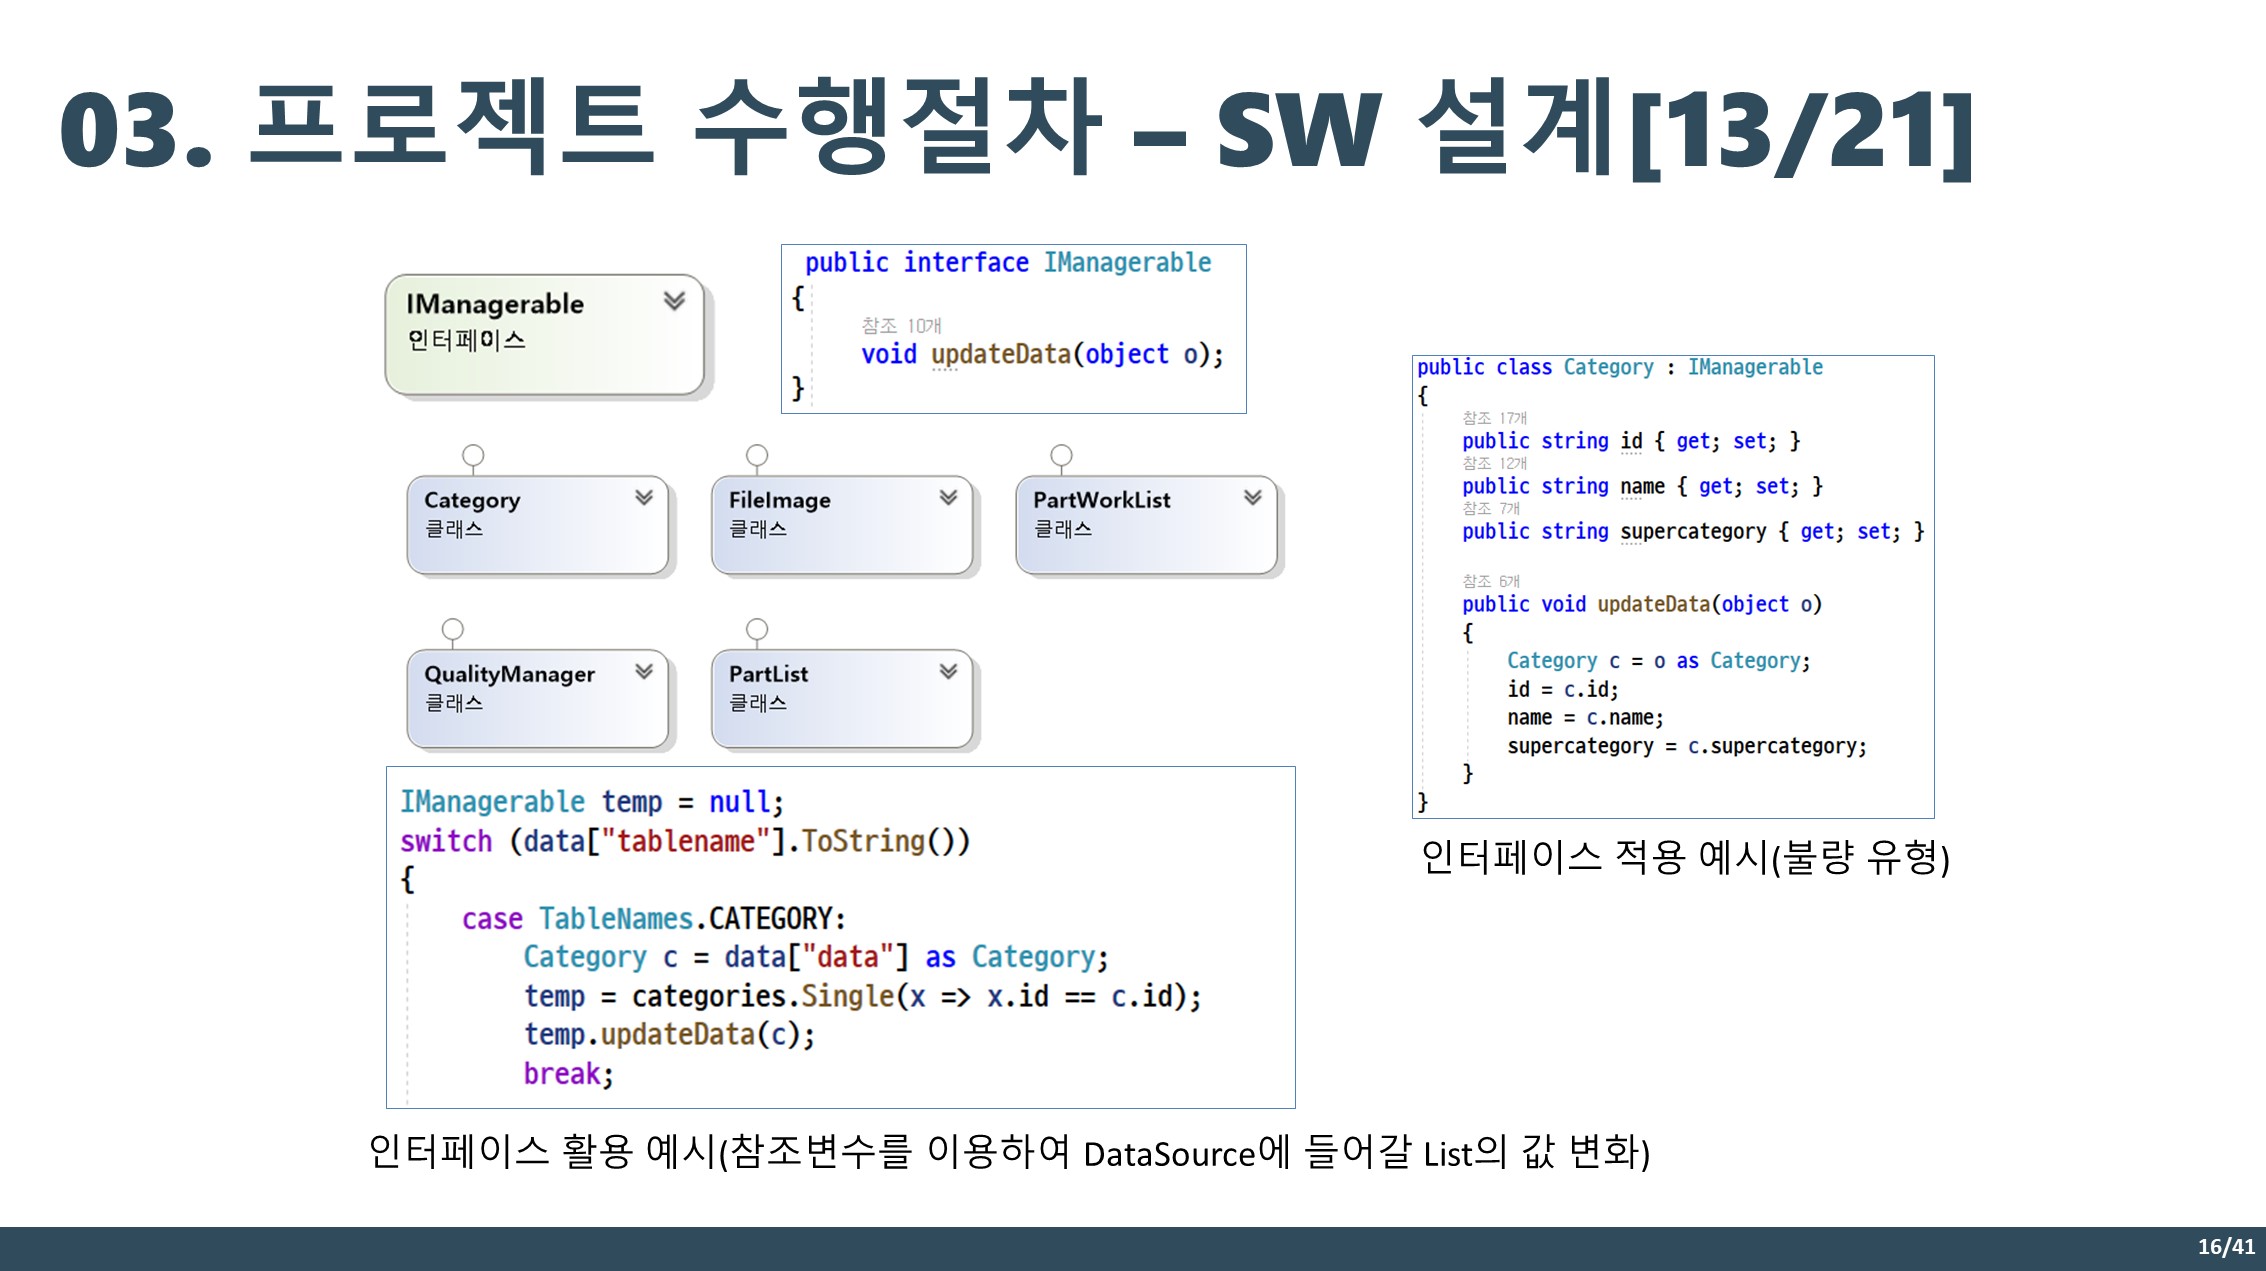 03. 프로젝트 수행절차 – SW 설계[13/21]
IManagerable
인터페이스
public interface IManagerable
{
참조 10개
void updateData(object o);
}
Category
클래스
FileImage
클래스
PartWorkList
클래스
QualityManager
클래스
PartList
클래스
IManagerable temp = null;
switch (data["tablename"].ToString())
{
case TableNames.CATEGORY:
Category c = data["data"] as Category;
temp = categories.Single(x => x.id == c.id);
temp.updateData(c);
break;
인터페이스 활용 예시(참조변수를 이용하여 DataSource에 들어갈 List의 값 변화)
public class Category : IManagerable
{
참조 17개
public string id { get; set; }
참조 12개
public string name { get; set; }
참조 7개
public string supercategory { get; set; }
참조 6개
public void updateData(object o)
{
Category c = o as Category;
id = c.id;
name = c.name;
supercategory = c.supercategory;
}
}
인터페이스 적용 예시(불량 유형)
16/41